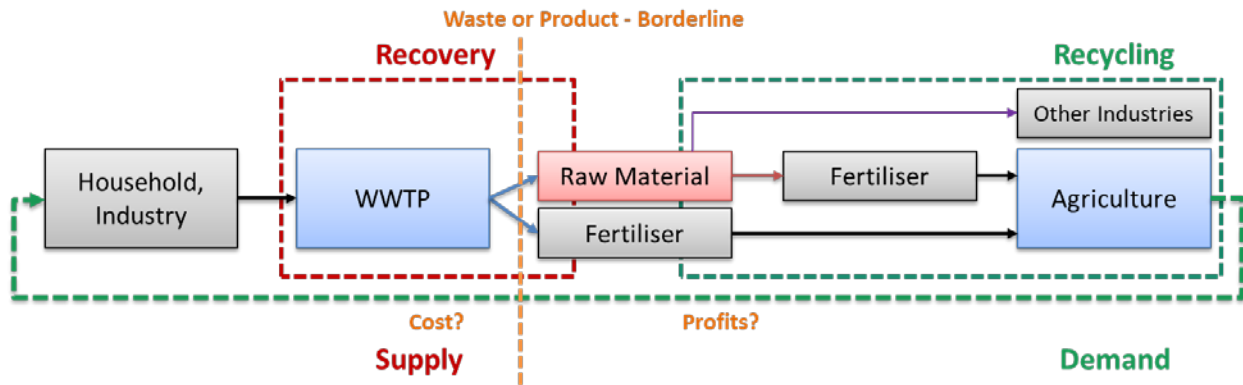 Waste or Product - Borderline
Recovery
Recycling
Other Industries
Household,
Industry
WWTP
Raw Material
Fertiliser
Agriculture
Fertiliser
Cost?
Profits?
Supply
Demand